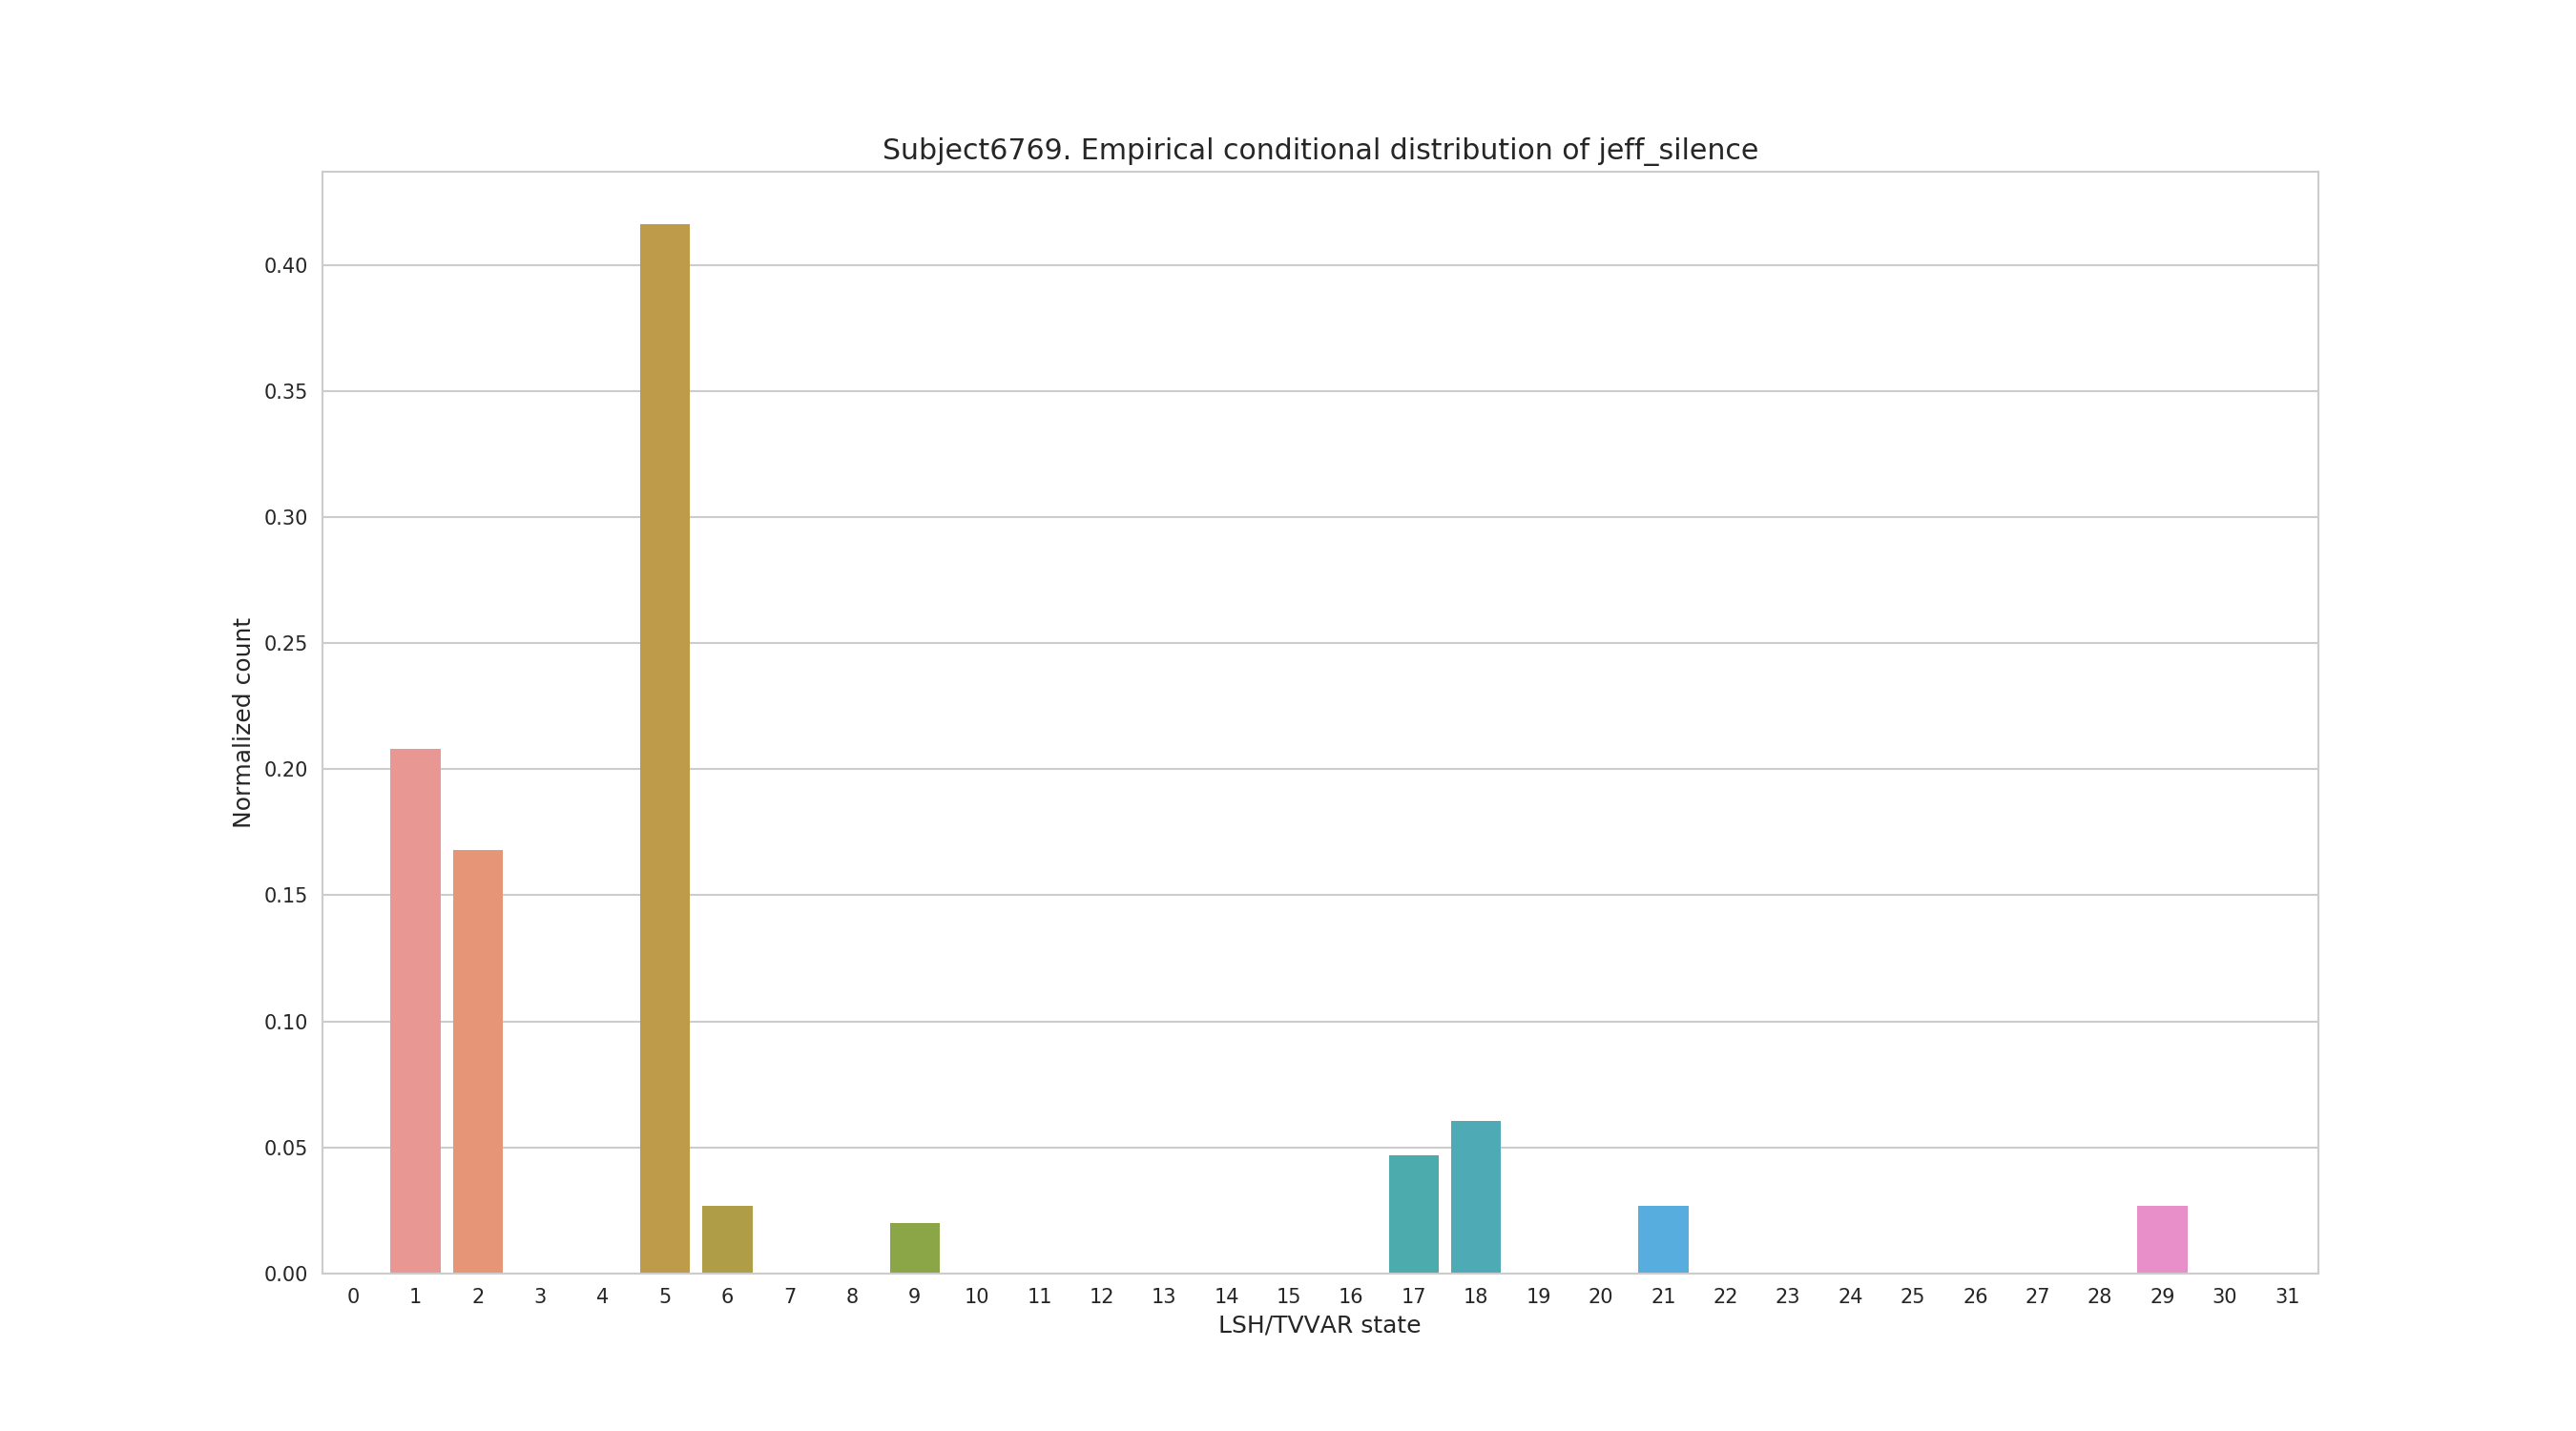 Subject6769. Empirical conditional distribution of jeff_silence
0.40
0.35
0.30
0.25
0.20
0.15
0.10
0.05
0.00
Normalized count
0 1 2 3 4 5 6 7 8 9 10 11 12 13 14 15 16 17 18 19 20 21 22 23 24 25 26 27 28 29 30 31
LSH/TVVAR state